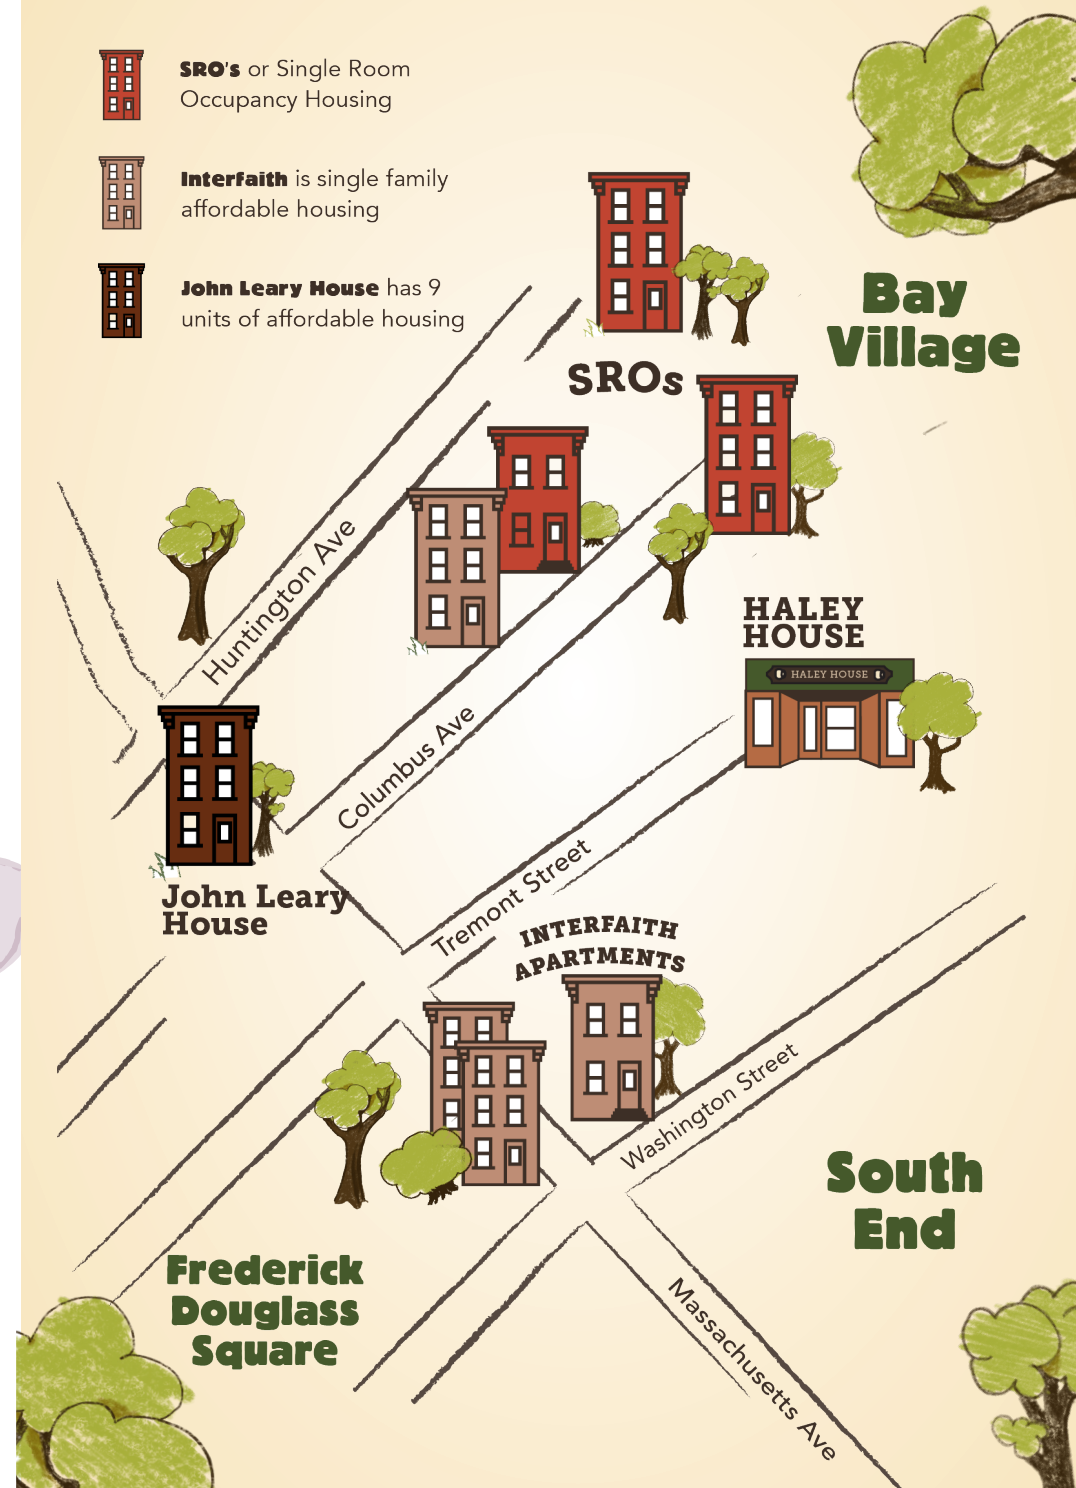 SRO's or Single Room
Occupancy Housing
Interfaith is single family
affordable housing
John Leary House has 9
units of affordable housing
Bay
Village
SROs
Huntington Ave
HALEY
HOUSE
HALEY HOUSE
Columbus Ave
Tremont Street
John Leary
House
INTERFAITH
APARTMENTS
Washington Street
South
End
Frederick
Douglass
Square
Massachusetts Ave